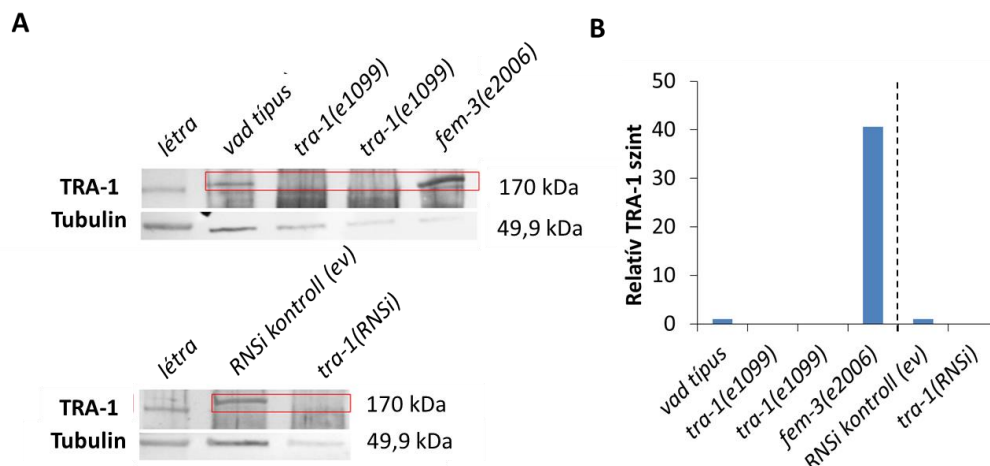 A
létra
vad típus
tra-1(e1099)
tra-1(e1099)
fem-3(e2006)
TRA-1
170 kDa
Tubulin
49,9 kDa
létra
RNSi kontroll (ev)
tra-1(RNSi)
TRA-1
170 kDa
Tubulin
49,9 kDa
B
Relatív TRA-1 szint
50
40
30
20
10
0
vad típus
tra-1(e1099)
tra-1(e1099)
fem-3(e2006)
RNSi kontroll (ev)
tra-1(RNSi)